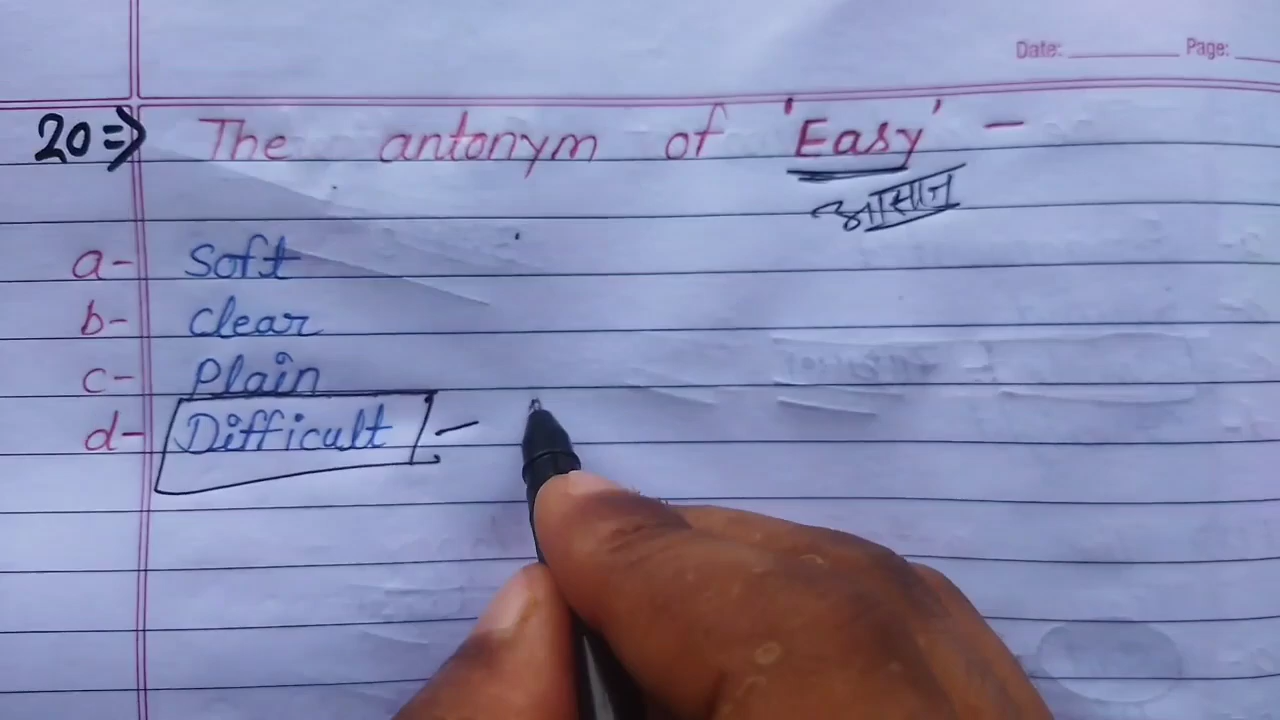 Date: Page:
20=> The antonym of 'Easy' -
आसान
a- Soft
b- Clear
c- Plain
d- Difficult -